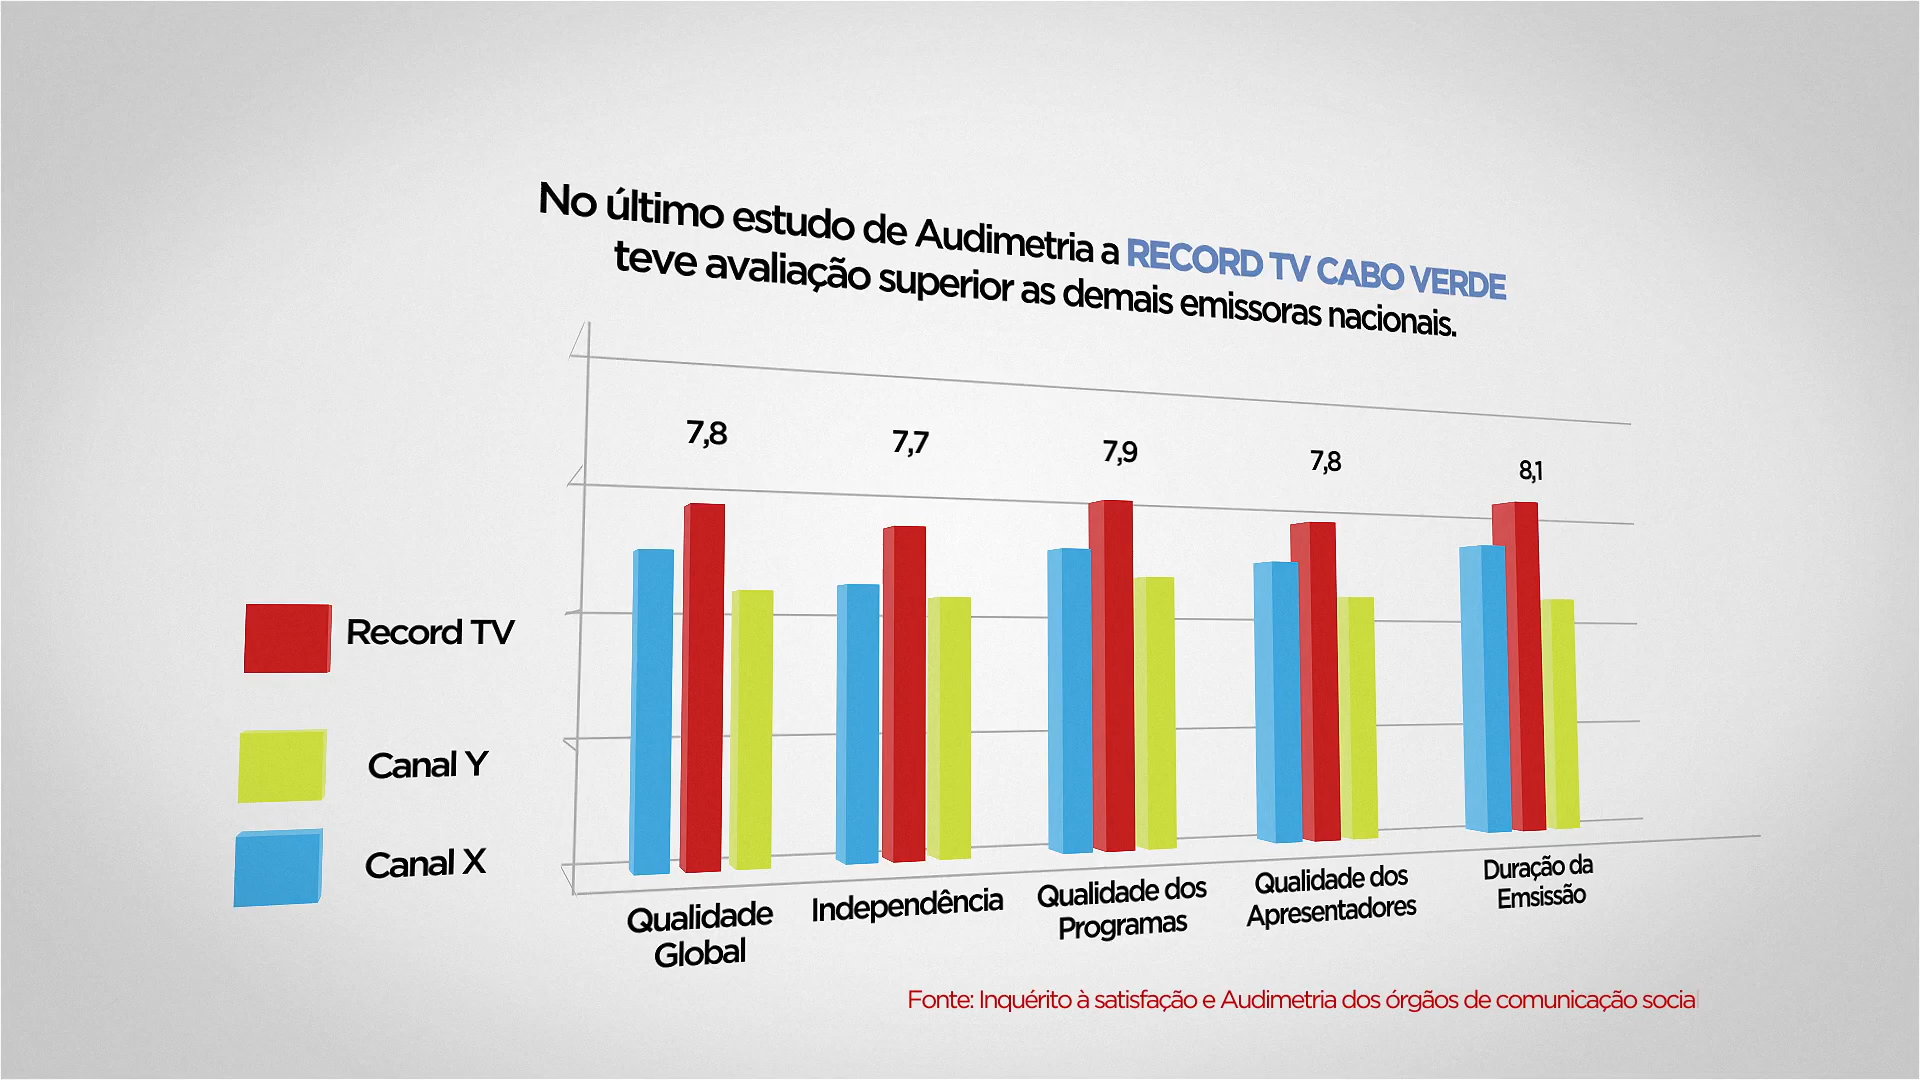 No último estudo de Audimetria a RECORD TV CABO VERDE
teve avaliação superior as demais emissoras nacionais.
7,8
7,7
7,9
7,8
8,1
Record TV
Canal Y
Canal X
Qualidade
Global
Independência
Qualidade dos
Programas
Qualidade dos
Apresentadores
Duração da
Emsissão
Fonte: Inquérito à satisfação e Audimetria dos órgãos de comunicação socia